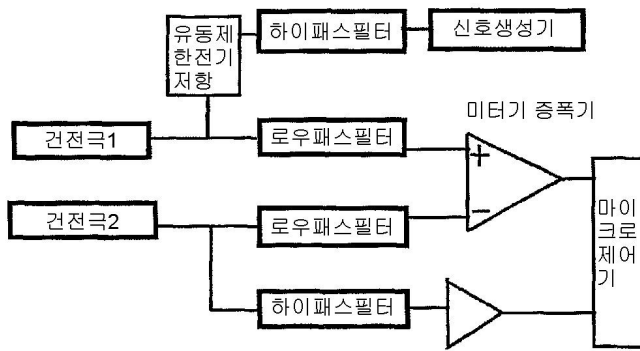 유동제
한전기
저항
하이패스필터
신호생성기
미터기 증폭기
건전극1
로우패스필터
+
건전극2
로우패스필터
−
마이
크로
제어
기
하이패스필터